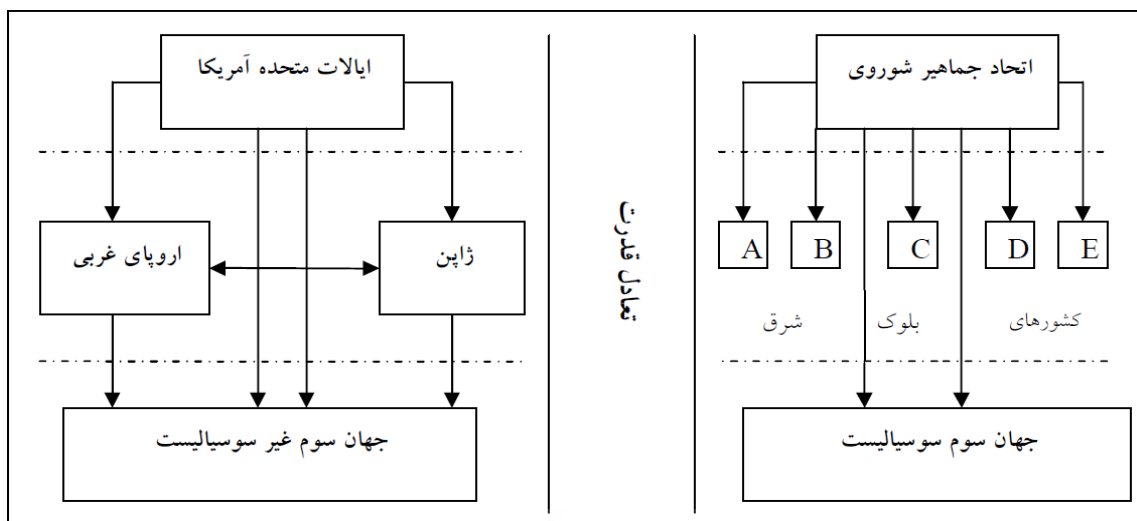 اتحاد جماهیر شوروی
ایالات متحده آمریکا
تعادل قدرت
A B C D E
کشورهای بلوک شرق
ژاپن
اروپای غربی
جهان سوم سوسیالیست
جهان سوم غیر سوسیالیست